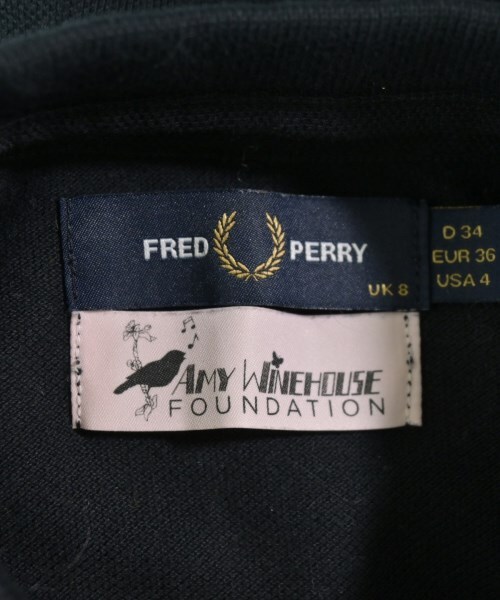 FRED PERRY
UK 8
D 34
EUR 36
USA 4
AMY WINEHOUSE
FOUNDATION